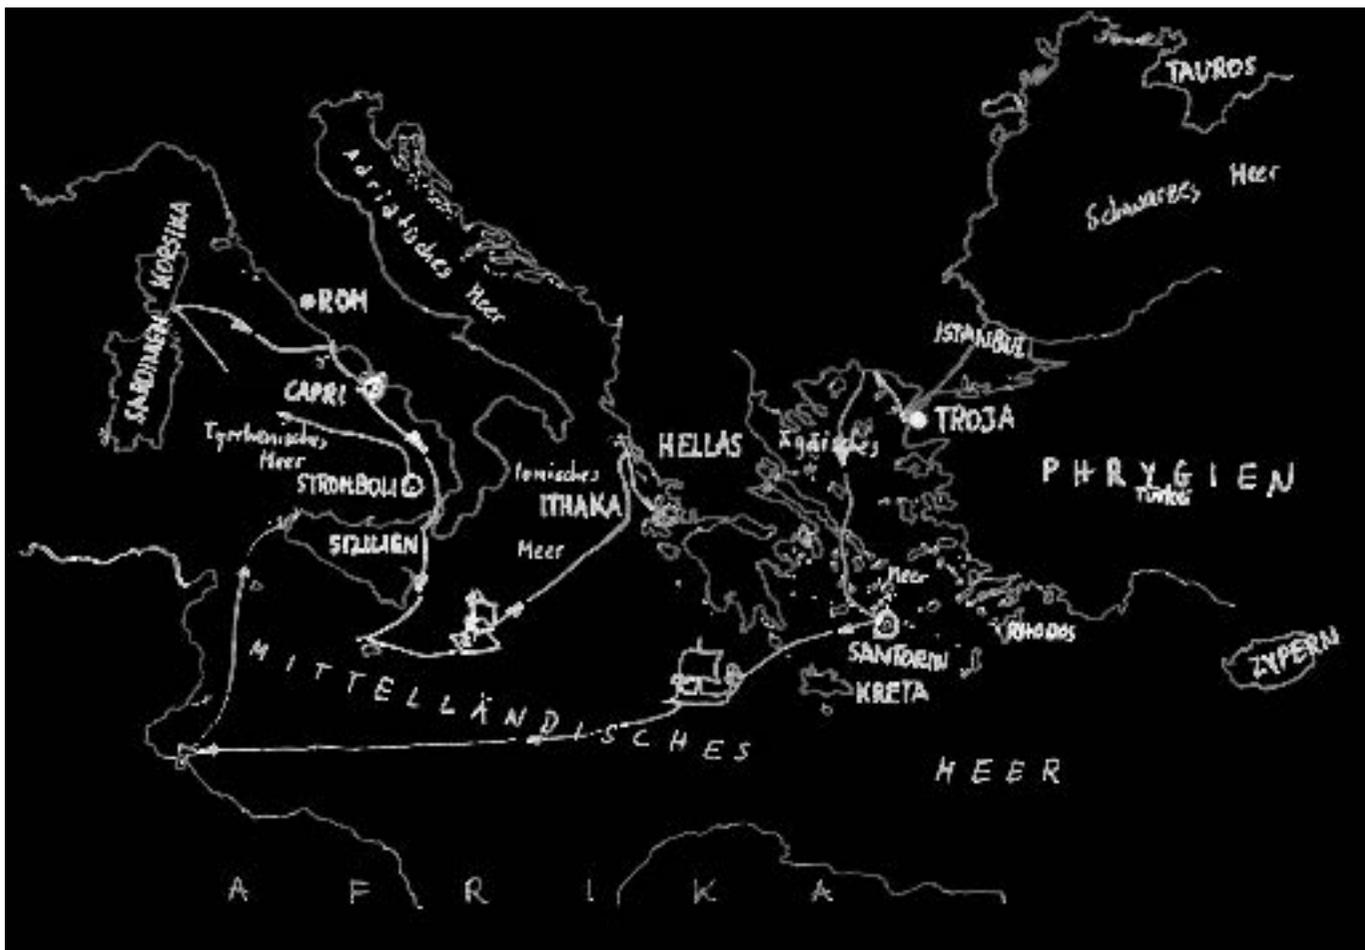 TAUROS
Schwarzes Meer
Adriatisches Meer
KORSIKA
SARDINIEN
ROM
ISTANBUL
CAPRI
TROJA
Tyrrhenisches
Meer
HELLAS
Ägäisches
Meer
PHRYGIEN
Türkei
STROMBOLI
Ionisches
Meer
ITHAKA
SIZILIEN
RHODOS
SANTORIN
ZYPERN
KRETA
MITTELLÄNDISCHES
MEER
AFRIKA